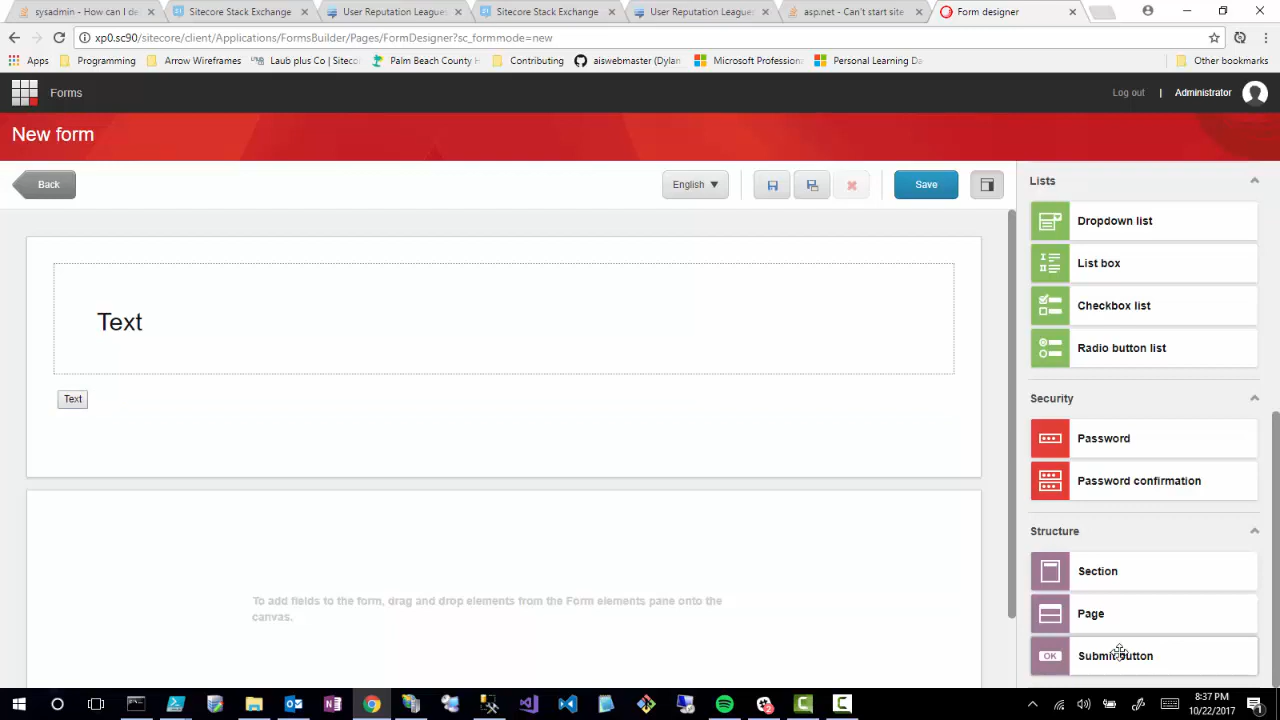 sysadmin - How can I de
Sitecore Stack Exchange
User Reputation Leagues
Sitecore Stack Exchange
User Reputation Leagues
asp.net - Can't start site
Form designer
xp0.sc90/sitecore/client/Applications/FormsBuilder/Pages/FormDesigner?sc_formmode=new
Apps
Programming
Arrow Wireframes
Laub plus Co | Sitecor
Palm Beach County H
Contributing
aiswebmaster (Dylan
Microsoft Professiona
Personal Learning Da
Other bookmarks
Forms
Log out | Administrator
New form
Back
English
Save
Lists
Dropdown list
List box
Checkbox list
Radio button list
Security
Password
Password confirmation
Structure
Section
Page
OK
Submit button
Text
Text
To add fields to the form, drag and drop elements from the Form elements pane onto the
canvas.
8:37 PM
10/22/2017